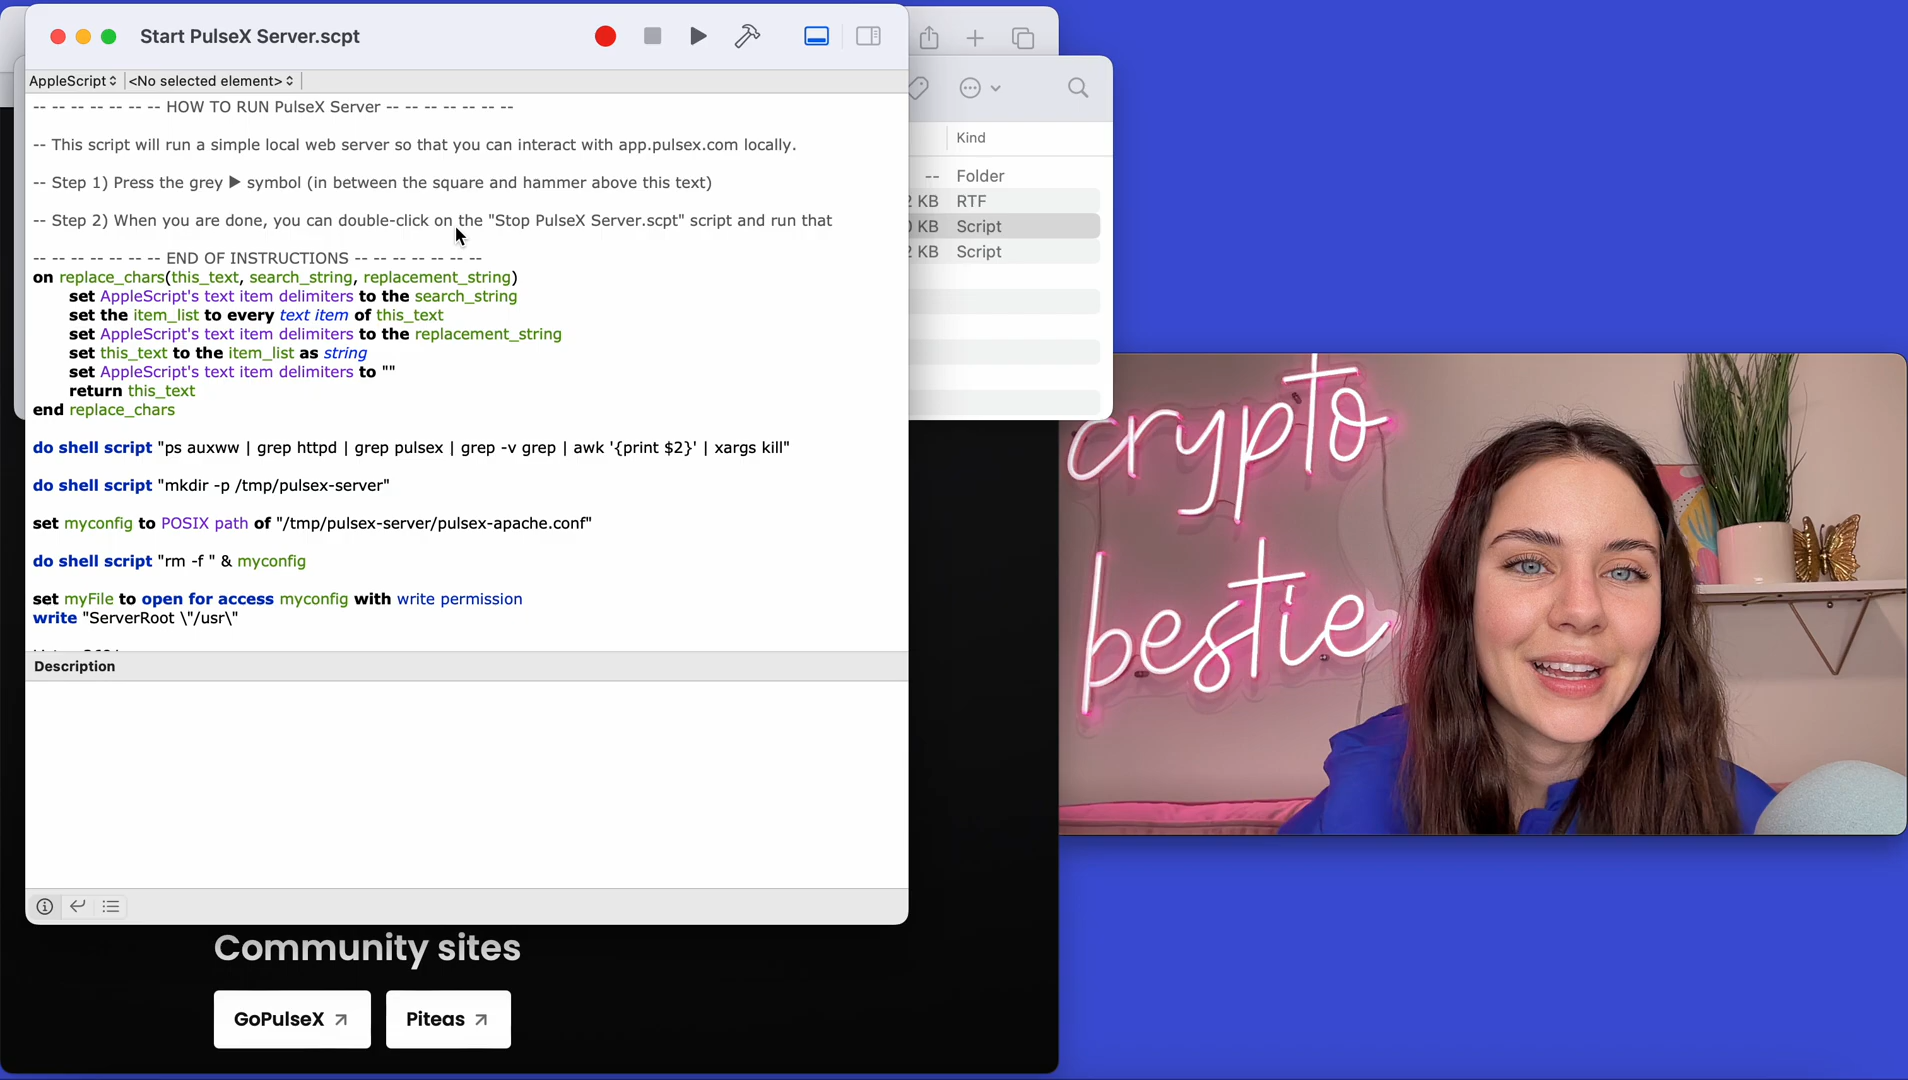 Start PulseX Server.scpt
AppleScript
<No selected element>
-- -- -- -- -- -- -- HOW TO RUN PulseX Server -- -- -- -- -- -- --
-- This script will run a simple local web server so that you can interact with app.pulsex.com locally.
-- Step 1) Press the grey ▶ symbol (in between the square and hammer above this text)
-- Step 2) When you are done, you can double-click on the "Stop PulseX Server.scpt" script and run that
-- -- -- -- -- -- -- END OF INSTRUCTIONS -- -- -- -- -- -- --
on replace_chars(this_text, search_string, replacement_string)
set AppleScript's text item delimiters to the search_string
set the item_list to every text item of this_text
set AppleScript's text item delimiters to the replacement_string
set this_text to the item_list as string
set AppleScript's text item delimiters to ""
return this_text
end replace_chars
do shell script "ps auxww | grep httpd | grep pulsex | grep -v grep | awk '{print $2}' | xargs kill"
do shell script "mkdir -p /tmp/pulsex-server"
set myconfig to POSIX path of "/tmp/pulsex-server/pulsex-apache.conf"
do shell script "rm -f " & myconfig
set myFile to open for access myconfig with write permission
write "ServerRoot \"/usr\"
Description
Kind
-- Folder
KB RTF
KB Script
KB Script
crypto
bestie
Community sites
GoPulseX ↗
Piteas ↗